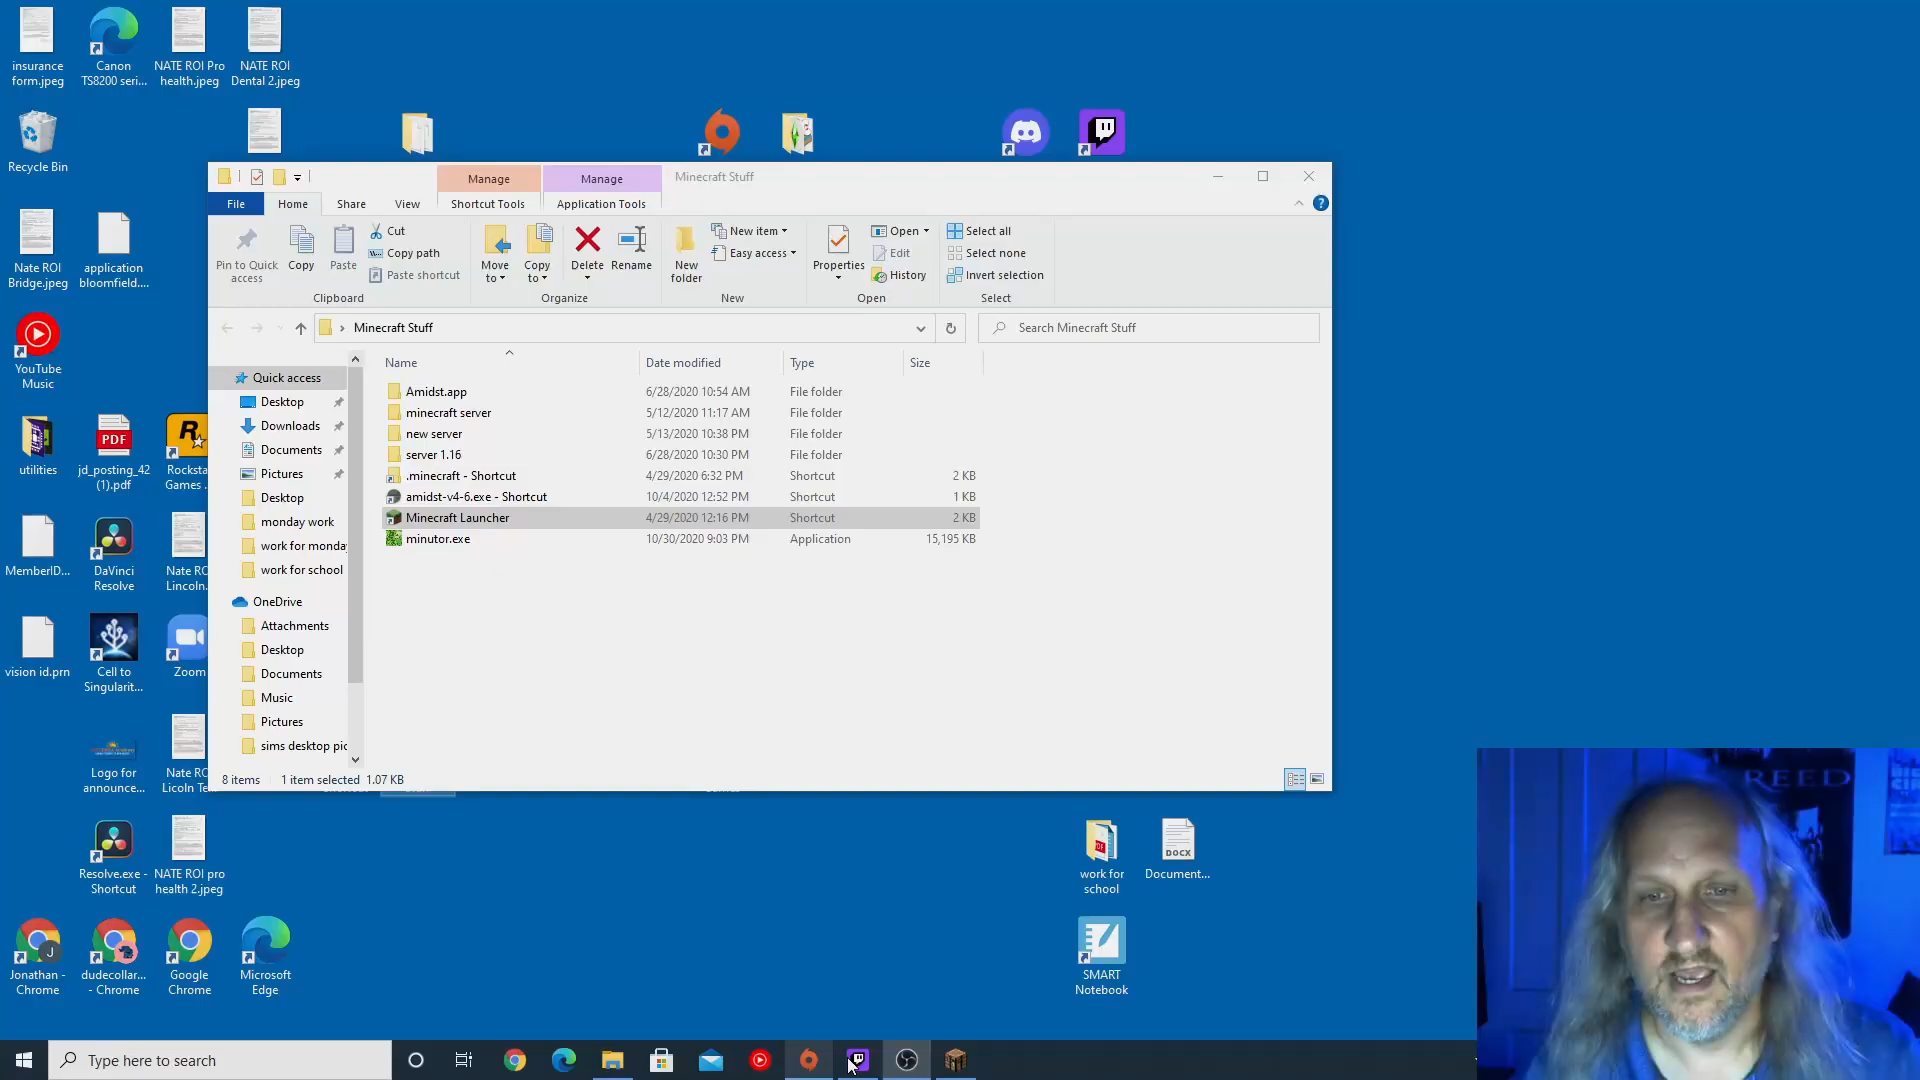 insurance
form.jpeg
Canon
TS8200 seri...
NATE ROI Pro
health.jpeg
NATE ROI
Dental 2.jpeg
Recycle Bin
Nate ROI
Bridge.jpeg
application
bloomfield....
YouTube
Music
utilities
PDF
jd_posting_42
(1).pdf
R
Rocksta
Games .
MemberID...
DaVinci
Resolve
Nate RO
Lincoln.
vision id.prn
Cell to
Singularit...
Zoom
Logo for
announce...
Nate RO
Licoln Te...
Resolve.exe -
Shortcut
NATE ROI pro
health 2.jpeg
J
Jonathan -
Chrome
dudecollar...
- Chrome
Google
Chrome
Microsoft
Edge
Manage
Manage
Minecraft Stuff
File
Home
Share
View
Shortcut Tools
Application Tools
Pin to Quick
access
Copy
Paste
Cut
Copy path
Paste shortcut
Clipboard
Move
to
Copy
to
Delete
Rename
Organize
New
folder
New item
Easy access
New
Properties
Open
Edit
History
Open
Select all
Select none
Invert selection
Select
Minecraft Stuff
Search Minecraft Stuff
Name
Date modified
Type
Size
Amidst.app 6/28/2020 10:54 AM File folder
minecraft server 5/12/2020 11:17 AM File folder
new server 5/13/2020 10:38 PM File folder
server 1.16 6/28/2020 10:30 PM File folder
.minecraft - Shortcut 4/29/2020 6:32 PM Shortcut 2 KB
amidst-v4-6.exe - Shortcut 10/4/2020 12:52 PM Shortcut 1 KB
Minecraft Launcher 4/29/2020 12:16 PM Shortcut 2 KB
minutor.exe 10/30/2020 9:03 PM Application 15,195 KB
Quick access
Desktop
Downloads
Documents
Pictures
Desktop
monday work
work for monda
work for school
OneDrive
Attachments
Desktop
Documents
Music
Pictures
sims desktop pic
8 items
1 item selected 1.07 KB
PDF
work for
school
DOCX
Document...
SMART
Notebook
REED
Type here to search